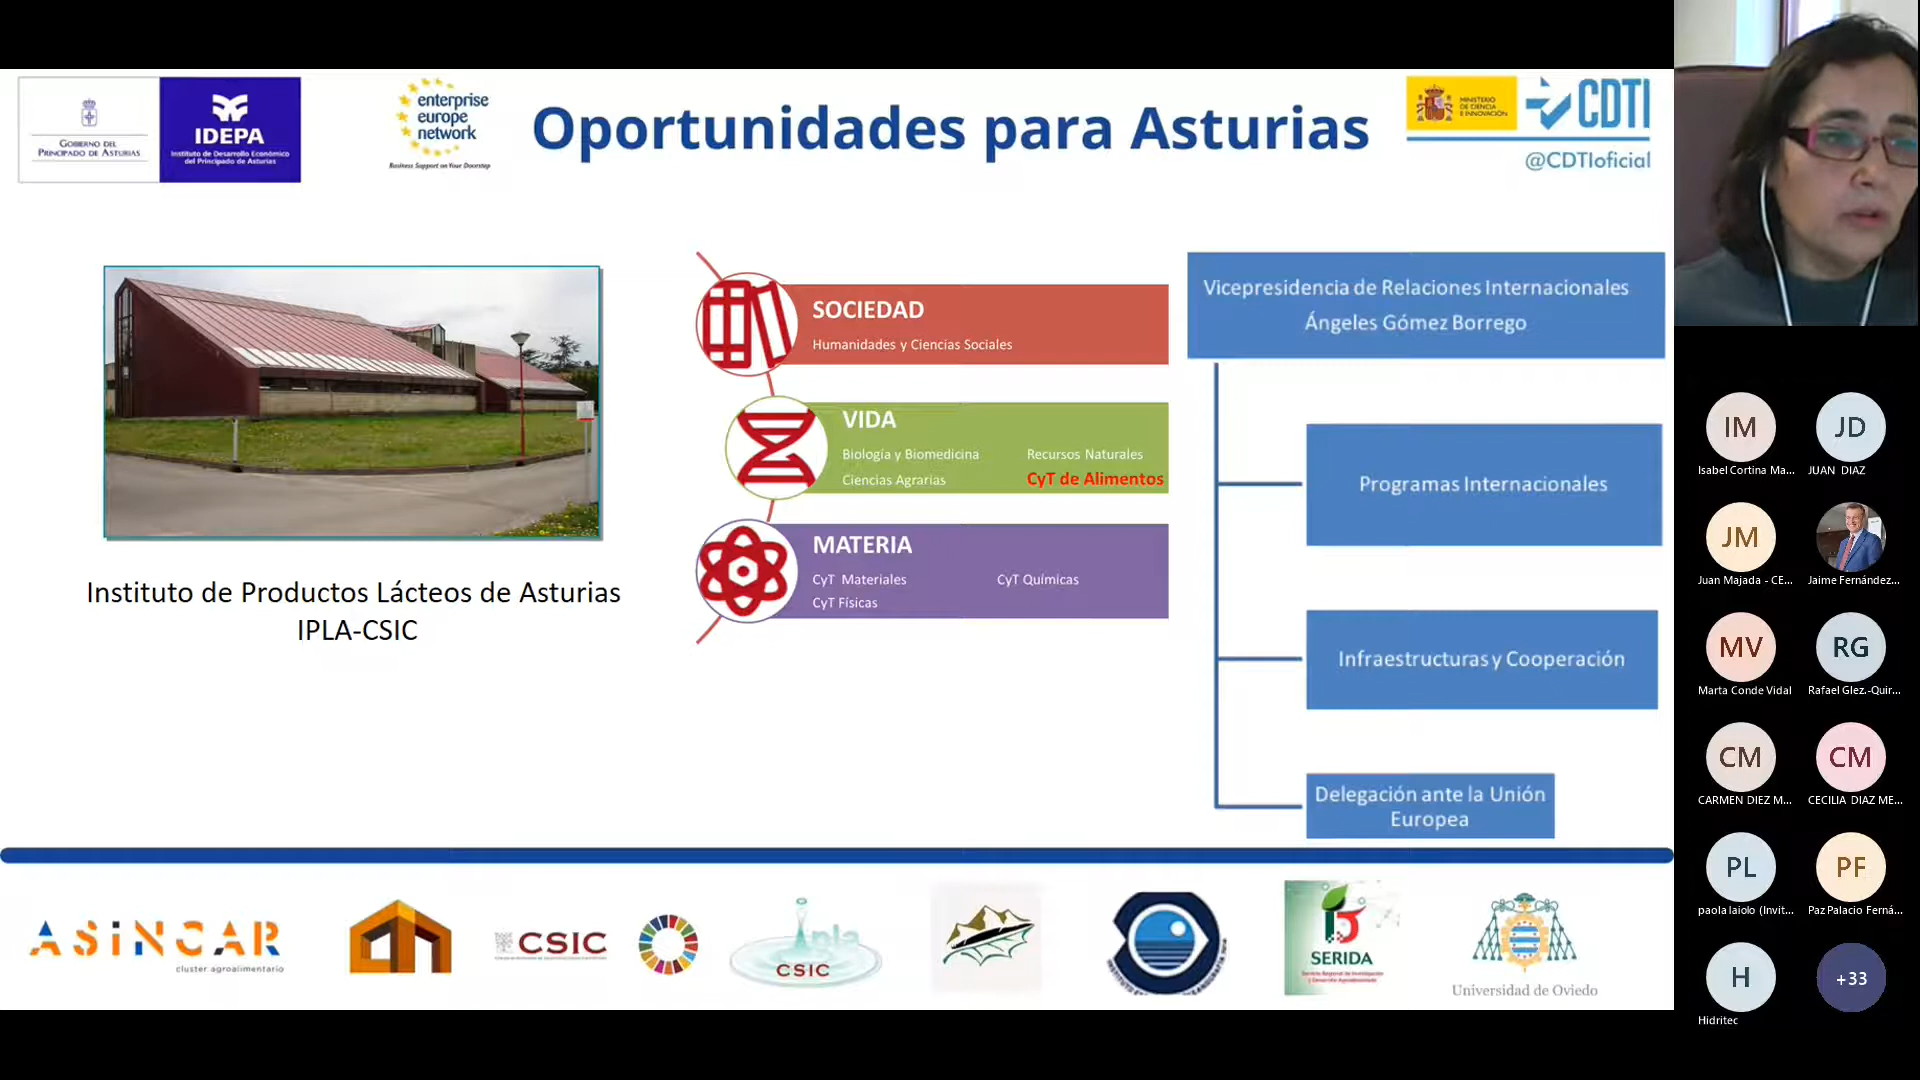 GOBIERNO DEL
PRINCIPADO DE ASTURIAS
IDEPA
Instituto de Desarrollo Económico
del Principado de Asturias
enterprise
europe
network
Business Support on Your Doorstep
Oportunidades para Asturias
MINISTERIO
DE CIENCIA
E INNOVACIÓN
CDTI
@CDTIoficial
Instituto de Productos Lácteos de Asturias
IPLA-CSIC
SOCIEDAD
Humanidades y Ciencias Sociales
VIDA
Biología y Biomedicina
Recursos Naturales
Ciencias Agrarias
CyT de Alimentos
MATERIA
CyT Materiales
CyT Químicas
CyT Físicas
Vicepresidencia de Relaciones Internacionales
Ángeles Gómez Borrego
Programas Internacionales
Infraestructuras y Cooperación
Delegación ante la Unión
Europea
ASINCAR
cluster agroalimentario
CSIC
ipla
CSIC
SERIDA
Universidad de Oviedo
IM
Isabel Cortina Ma...
JD
JUAN DIAZ
JM
Juan Majada - CE...
Jaime Fernández...
MV
Marta Conde Vidal
RG
Rafael Glez.-Quir...
CM
CARMEN DIEZ M...
CM
CECILIA DIAZ ME...
PL
paola laiolo (Invit...
PF
Paz Palacio Ferná...
H
Hidritec
+33